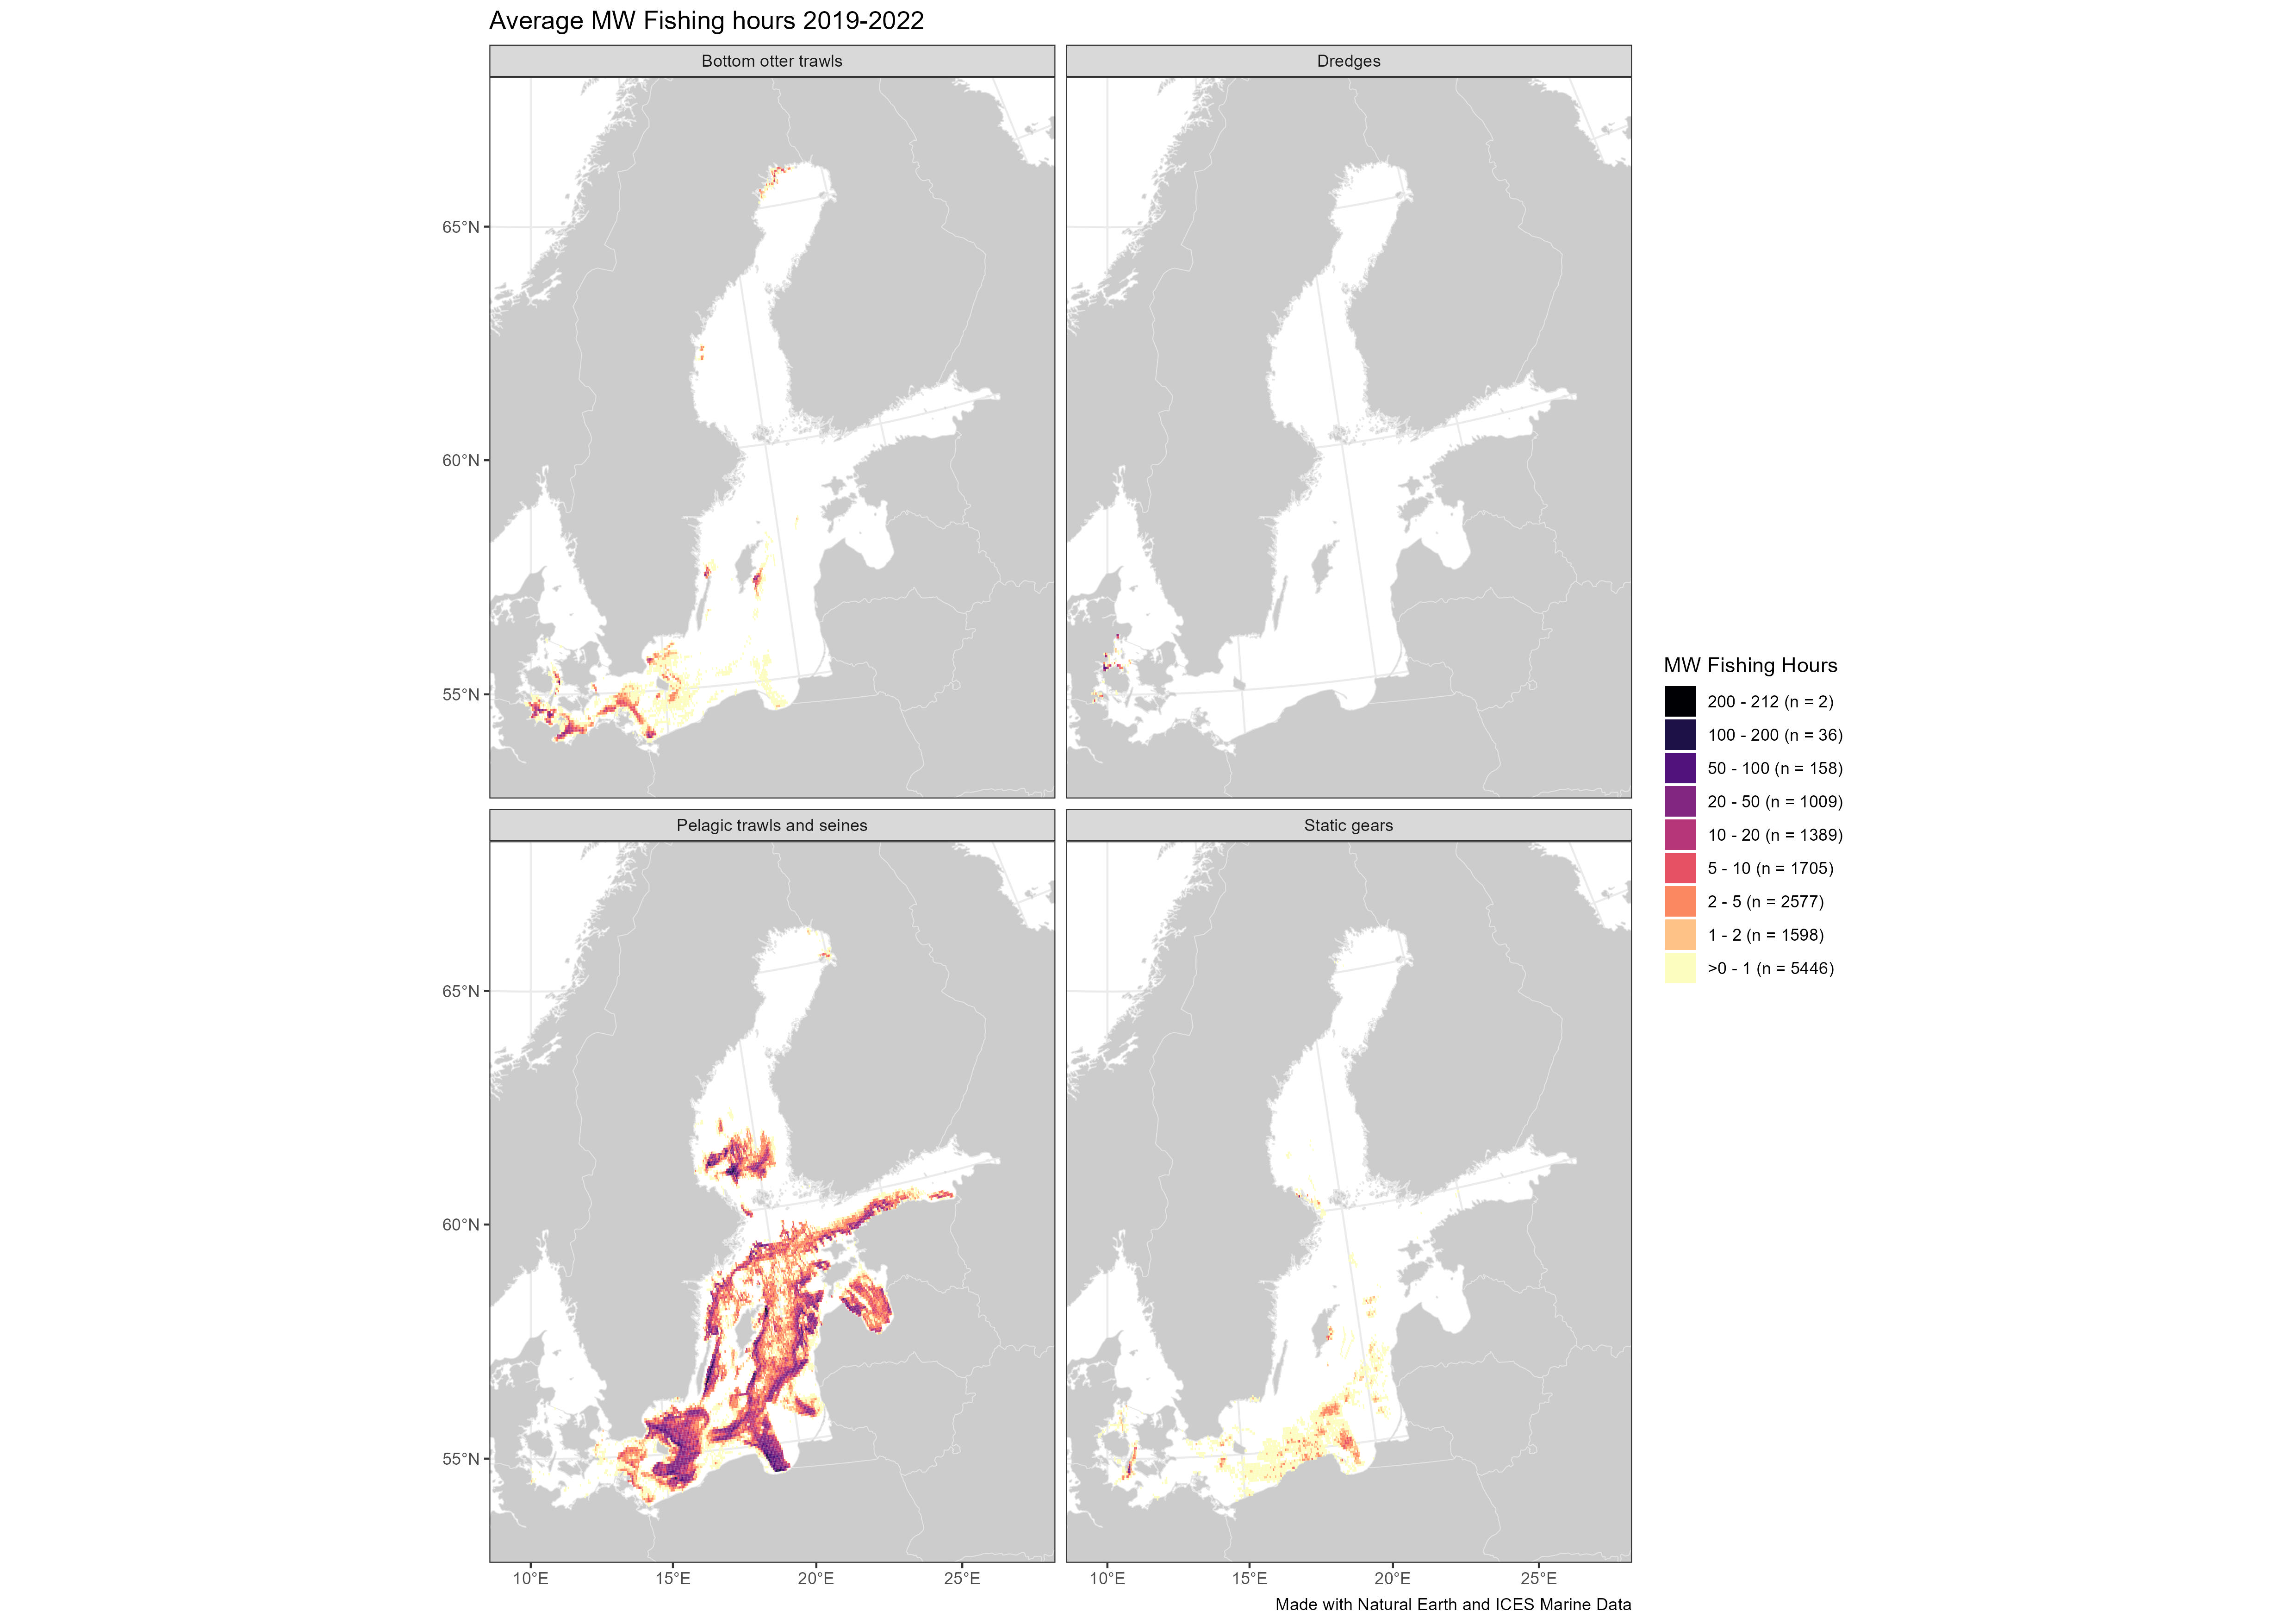 Average MW Fishing hours 2019-2022
Bottom otter trawls
Dredges
65°N
60°N
55°N
Pelagic trawls and seines
Static gears
65°N
60°N
55°N
10°E
15°E
20°E
25°E
10°E
15°E
20°E
25°E
MW Fishing Hours
200 - 212 (n = 2)
100 - 200 (n = 36)
50 - 100 (n = 158)
20 - 50 (n = 1009)
10 - 20 (n = 1389)
5 - 10 (n = 1705)
2 - 5 (n = 2577)
1 - 2 (n = 1598)
>0 - 1 (n = 5446)
Made with Natural Earth and ICES Marine Data